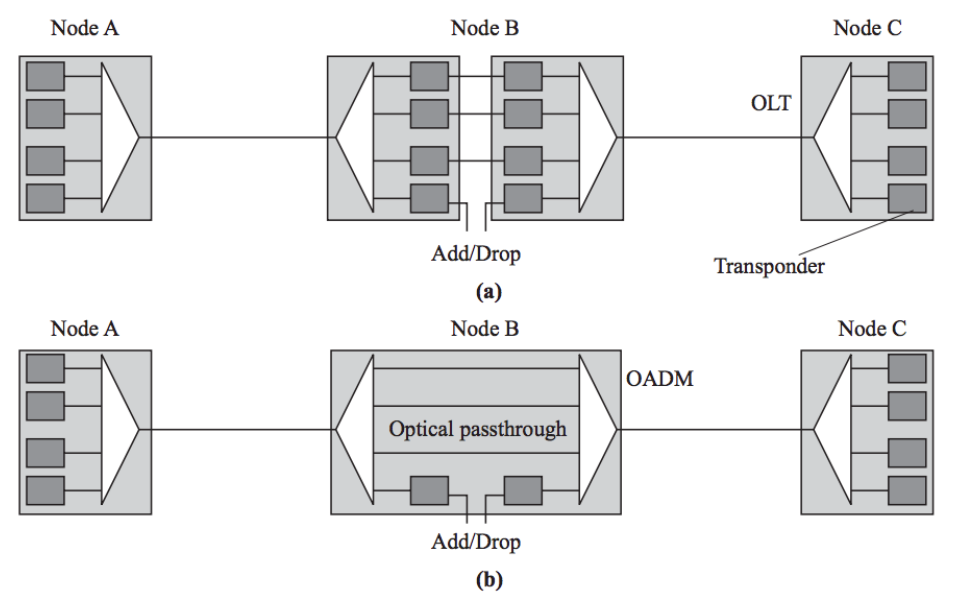 Node A
Node B
Node C
OLT
Add/Drop
Transponder
(a)
Node A
Node B
Node C
OADM
Optical passthrough
Add/Drop
(b)